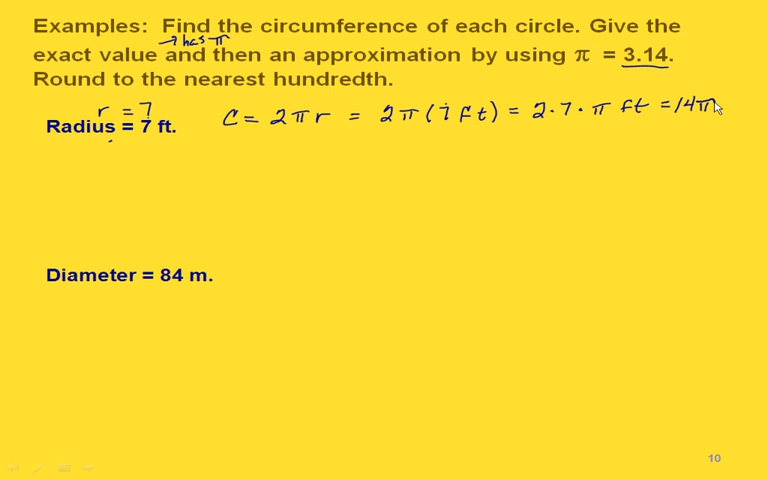 Examples: Find the circumference of each circle. Give the
→ has π
exact value and then an approximation by using π = 3.14.
Round to the nearest hundredth.
r = 7
Radius = 7 ft.
C = 2πr = 2π(7 ft) = 2·7·π ft = 14π
Diameter = 84 m.
10